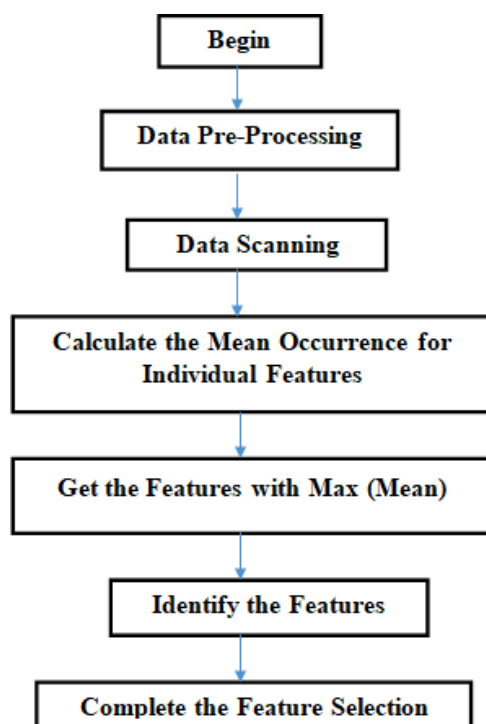 Begin
Data Pre-Processing
Data Scanning
Calculate the Mean Occurrence for
Individual Features
Get the Features with Max (Mean)
Identify the Features
Complete the Feature Selection